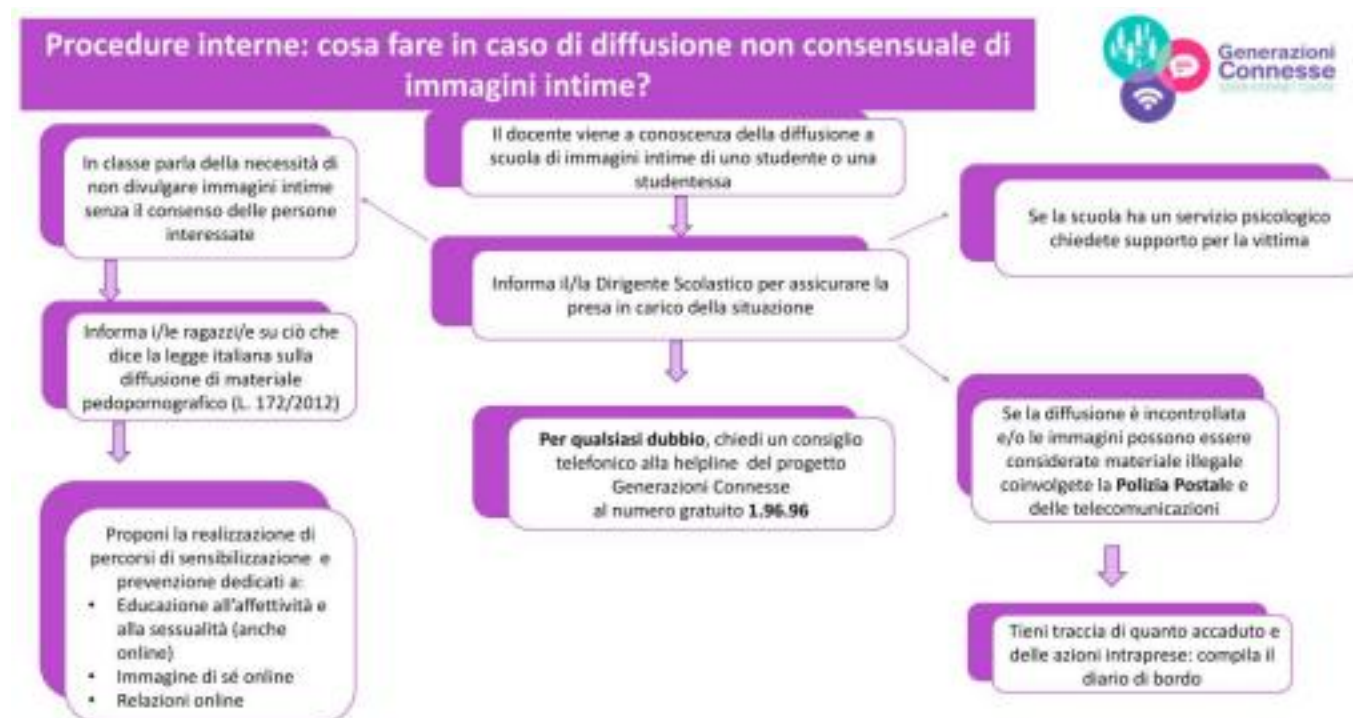 Procedure interne: cosa fare in caso di diffusione non consensuale di
immagini intime?
Generazioni
Connesse
Il docente viene a conoscenza della diffusione a
scuola di immagini intime di uno studente o una
studentessa
In classe parla della necessità di
non divulgare immagini intime
senza il consenso delle persone
interessate
Se la scuola ha un servizio psicologico
chiedete supporto per la vittima
Informa il/la Dirigente Scolastico per assicurare la
presa in carico della situazione
Informa i/le ragazzi/e su ciò che
dice la legge italiana sulla
diffusione di materiale
pedopornografico (L. 172/2012)
Per qualsiasi dubbio, chiedi un consiglio
telefonico alla helpline del progetto
Generazioni Connesse
al numero gratuito 1.96.96
Se la diffusione è incontrollata
e/o le immagini possono essere
considerate materiale illegale
coinvolgete la Polizia Postale e
delle telecomunicazioni
Proponi la realizzazione di
percorsi di sensibilizzazione e
prevenzione dedicati a:
• Educazione all'affettività e
alla sessualità (anche
online)
• Immagine di sé online
• Relazioni online
Tieni traccia di quanto accaduto e
delle azioni intraprese: compila il
diario di bordo